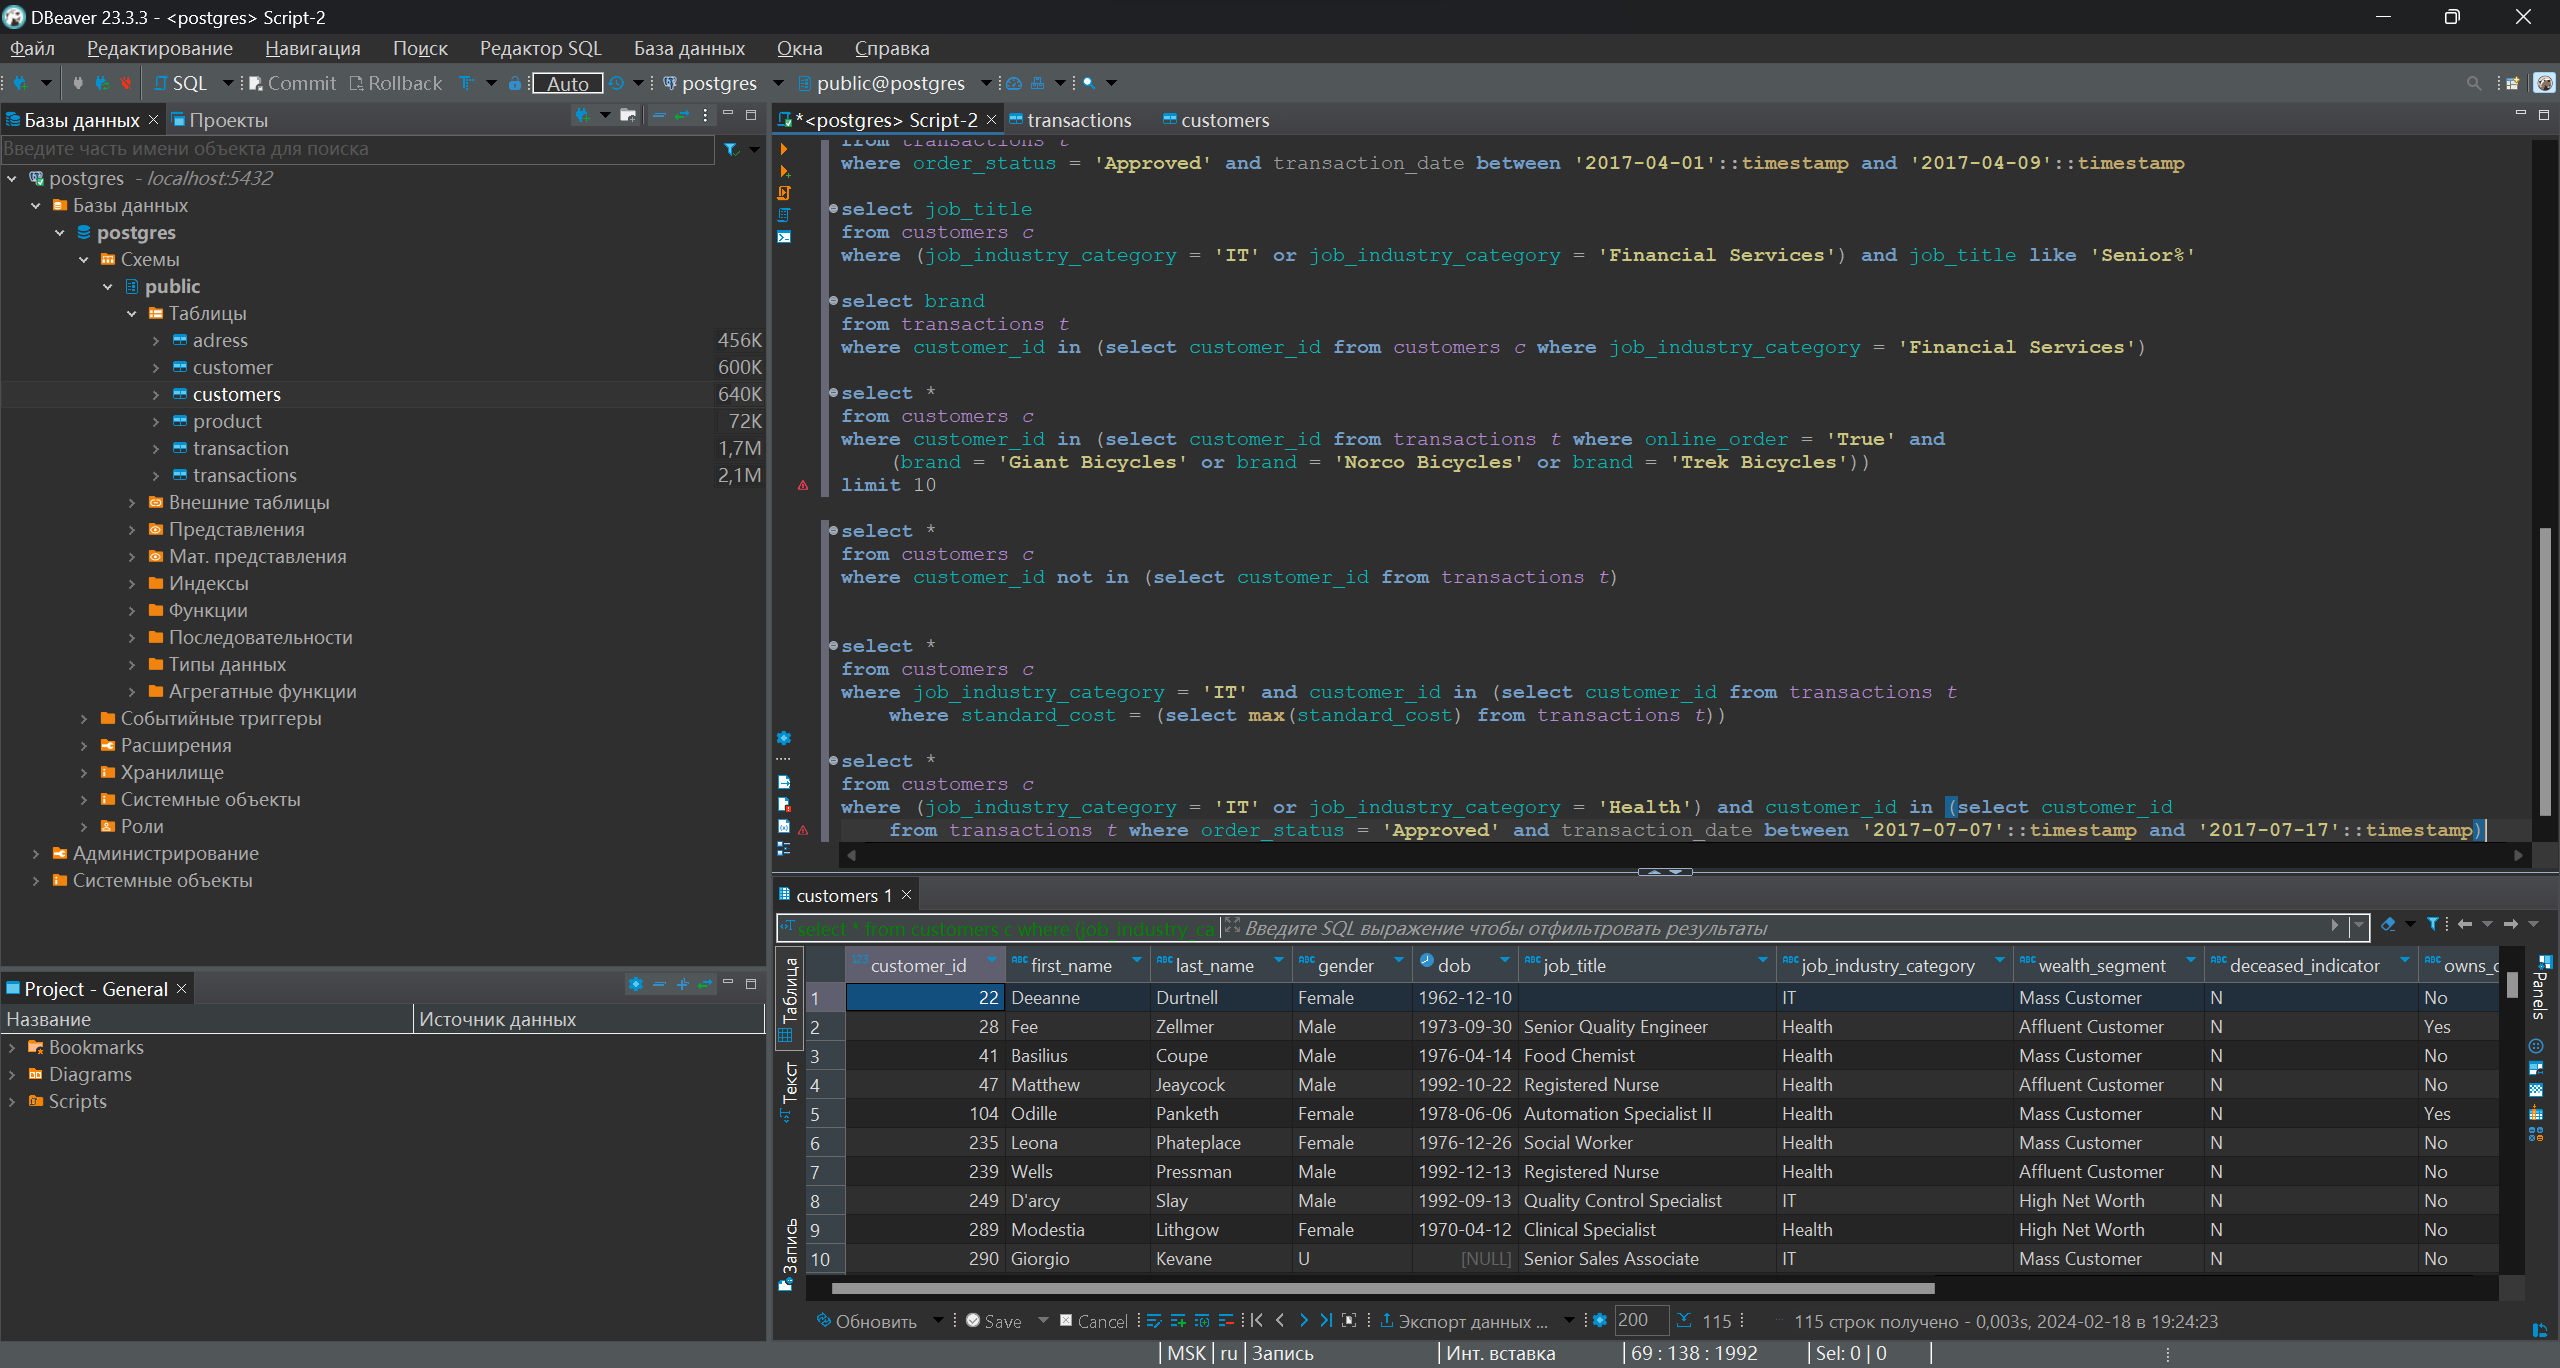 DBeaver 23.3.3 - <postgres> Script-2
Файл Редактирование Навигация Поиск Редактор SQL База данных Окна Справка
SQL Commit Rollback Auto postgres public@postgres
Базы данных Проекты
Введите часть имени объекта для поиска
postgres - localhost:5432
Базы данных
postgres
Схемы
public
Таблицы
adress 456K
customer 600K
customers 640K
product 72K
transaction 1,7M
transactions 2,1M
Внешние таблицы
Представления
Мат. представления
Индексы
Функции
Последовательности
Типы данных
Агрегатные функции
Событийные триггеры
Расширения
Хранилище
Системные объекты
Роли
Администрирование
Системные объекты
Project - General
Название Источник данных
Bookmarks
Diagrams
Scripts
*<postgres> Script-2 transactions customers
from transactions t
where order_status = 'Approved' and transaction_date between '2017-04-01'::timestamp and '2017-04-09'::timestamp
select job_title
from customers c
where (job_industry_category = 'IT' or job_industry_category = 'Financial Services') and job_title like 'Senior%'
select brand
from transactions t
where customer_id in (select customer_id from customers c where job_industry_category = 'Financial Services')
select *
from customers c
where customer_id in (select customer_id from transactions t where online_order = 'True' and
(brand = 'Giant Bicycles' or brand = 'Norco Bicycles' or brand = 'Trek Bicycles'))
limit 10
select *
from customers c
where customer_id not in (select customer_id from transactions t)
select *
from customers c
where job_industry_category = 'IT' and customer_id in (select customer_id from transactions t
where standard_cost = (select max(standard_cost) from transactions t))
select *
from customers c
where (job_industry_category = 'IT' or job_industry_category = 'Health') and customer_id in (select customer_id
from transactions t where order_status = 'Approved' and transaction_date between '2017-07-07'::timestamp and '2017-07-17'::timestamp)
customers 1
select * from customers c where (job_industry_ca Введите SQL выражение чтобы отфильтровать результаты
Таблица
Текст
Запись
Panels
customer_id first_name last_name gender dob job_title job_industry_category wealth_segment deceased_indicator owns_c
1 22 Deeanne Durtnell Female 1962-12-10 IT Mass Customer N No
2 28 Fee Zellmer Male 1973-09-30 Senior Quality Engineer Health Affluent Customer N Yes
3 41 Basilius Coupe Male 1976-04-14 Food Chemist Health Mass Customer N No
4 47 Matthew Jeaycock Male 1992-10-22 Registered Nurse Health Affluent Customer N No
5 104 Odille Panketh Female 1978-06-06 Automation Specialist II Health Mass Customer N Yes
6 235 Leona Phateplace Female 1976-12-26 Social Worker Health Mass Customer N No
7 239 Wells Pressman Male 1992-12-13 Registered Nurse Health Affluent Customer N No
8 249 D'arcy Slay Male 1992-09-13 Quality Control Specialist IT High Net Worth N No
9 289 Modestia Lithgow Female 1970-04-12 Clinical Specialist Health High Net Worth N No
10 290 Giorgio Kevane U [NULL] Senior Sales Associate IT Mass Customer N No
Обновить Save Cancel Экспорт данных ... 200 115 115 строк получено - 0,003s, 2024-02-18 в 19:24:23
MSK ru Запись Инт. вставка 69 : 138 : 1992 Sel: 0 | 0